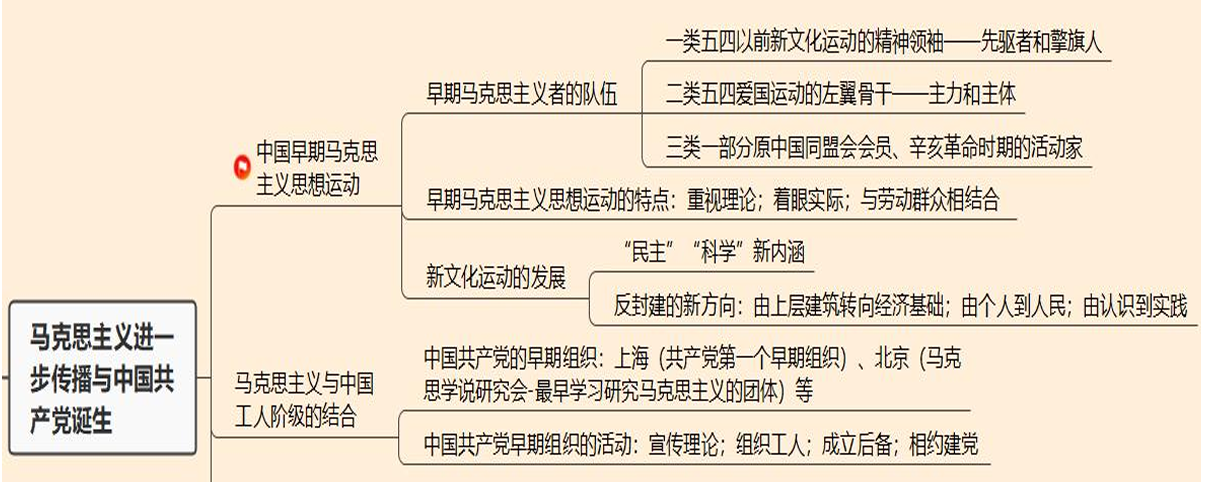 一类五四以前新文化运动的精神领袖——先驱者和擎旗人
早期马克思主义者的队伍
二类五四爱国运动的左翼骨干——主力和主体
三类一部分原中国同盟会会员、辛亥革命时期的活动家
中国早期马克思
主义思想运动
早期马克思主义思想运动的特点：重视理论；着眼实际；与劳动群众相结合
新文化运动的发展
“民主”“科学”新内涵
反封建的新方向：由上层建筑转向经济基础；由个人到人民；由认识到实践
马克思主义进一
步传播与中国共
产党诞生
马克思主义与中国
工人阶级的结合
中国共产党的早期组织：上海（共产党第一个早期组织）、北京（马克
思学说研究会-最早学习研究马克思主义的团体）等
中国共产党早期组织的活动：宣传理论；组织工人；成立后备；相约建党